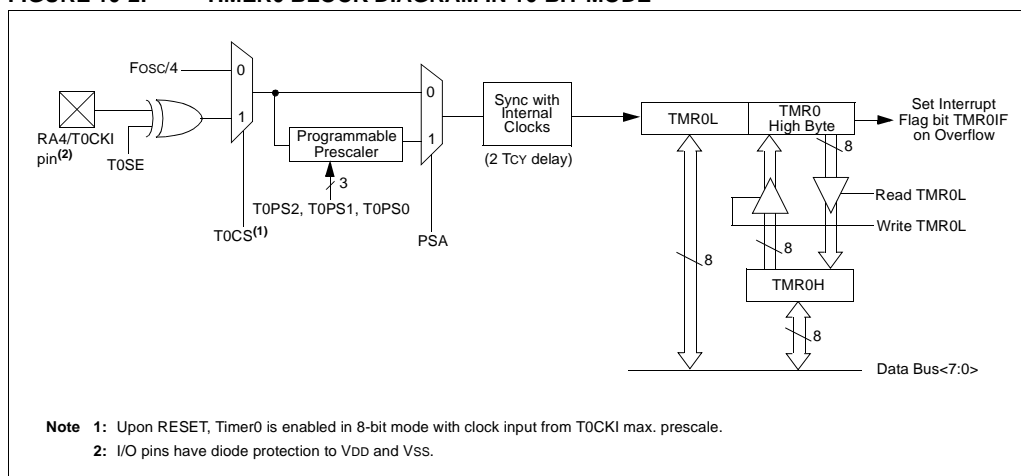 FIGURE 10-2: TIMER0 BLOCK DIAGRAM IN 16-BIT MODE
FOSC/4
0
1
RA4/T0CKI
pin(2)
T0SE
T0CS(1)
Programmable
Prescaler
3
T0PS2, T0PS1, T0PS0
0
1
PSA
Sync with
Internal
Clocks
(2 TCY delay)
TMR0L
TMR0
High Byte
Set Interrupt
Flag bit TMR0IF
on Overflow
8
Read TMR0L
Write TMR0L
8
8
TMR0H
8
Data Bus<7:0>
Note 1: Upon RESET, Timer0 is enabled in 8-bit mode with clock input from T0CKI max. prescale.
2: I/O pins have diode protection to VDD and VSS.